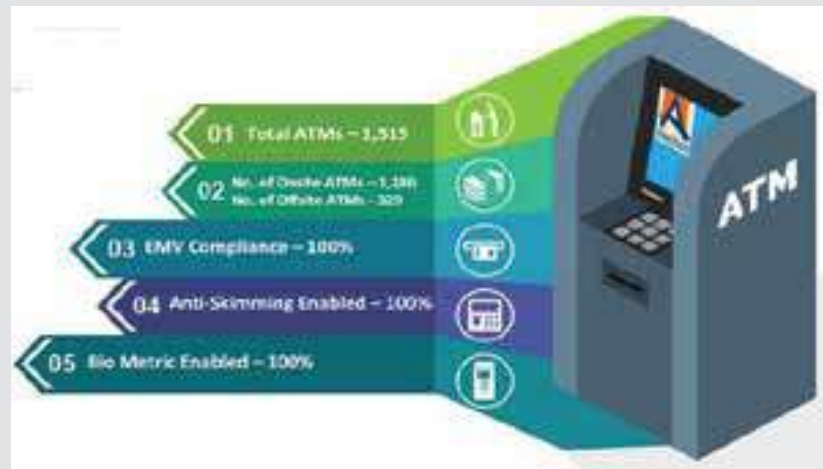 01 Total ATMs – 1,515
02 No. of Onsite ATMs – 1,186
No. of Offsite ATMs - 329
03 EMV Compliance – 100%
04 Anti-Skimming Enabled – 100%
05 Bio Metric Enabled – 100%
ATM